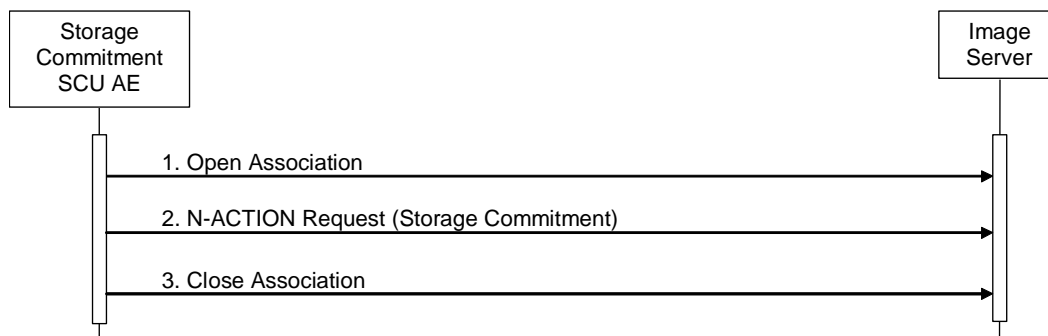 Storage
Commitment
SCU AE
Image
Server
1. Open Association
2. N-ACTION Request (Storage Commitment)
3. Close Association